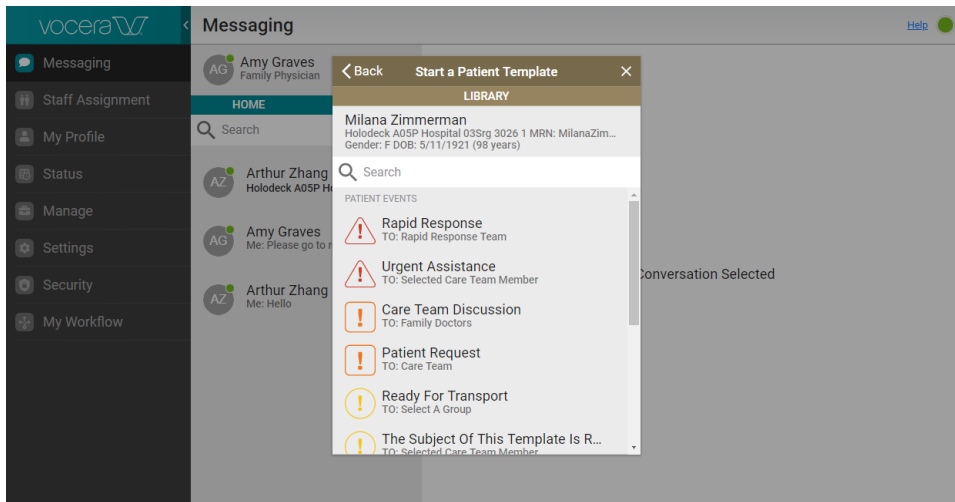 vocera
Messaging
Help
Messaging
Staff Assignment
My Profile
Status
Manage
Settings
Security
My Workflow
AG
Amy Graves
Family Physician
HOME
Search
AZ
Arthur Zhang
Holodeck A05P Ho
AG
Amy Graves
Me: Please go to r
AZ
Arthur Zhang
Me: Hello
Back
Start a Patient Template
LIBRARY
Milana Zimmerman
Holodeck A05P Hospital 03Srg 3026 1 MRN: MilanaZim...
Gender: F DOB: 5/11/1921 (98 years)
Search
PATIENT EVENTS
Rapid Response
TO: Rapid Response Team
Urgent Assistance
TO: Selected Care Team Member
Care Team Discussion
TO: Family Doctors
Patient Request
TO: Care Team
Ready For Transport
TO: Select A Group
The Subject Of This Template Is R...
TO: Selected Care Team Member
Conversation Selected